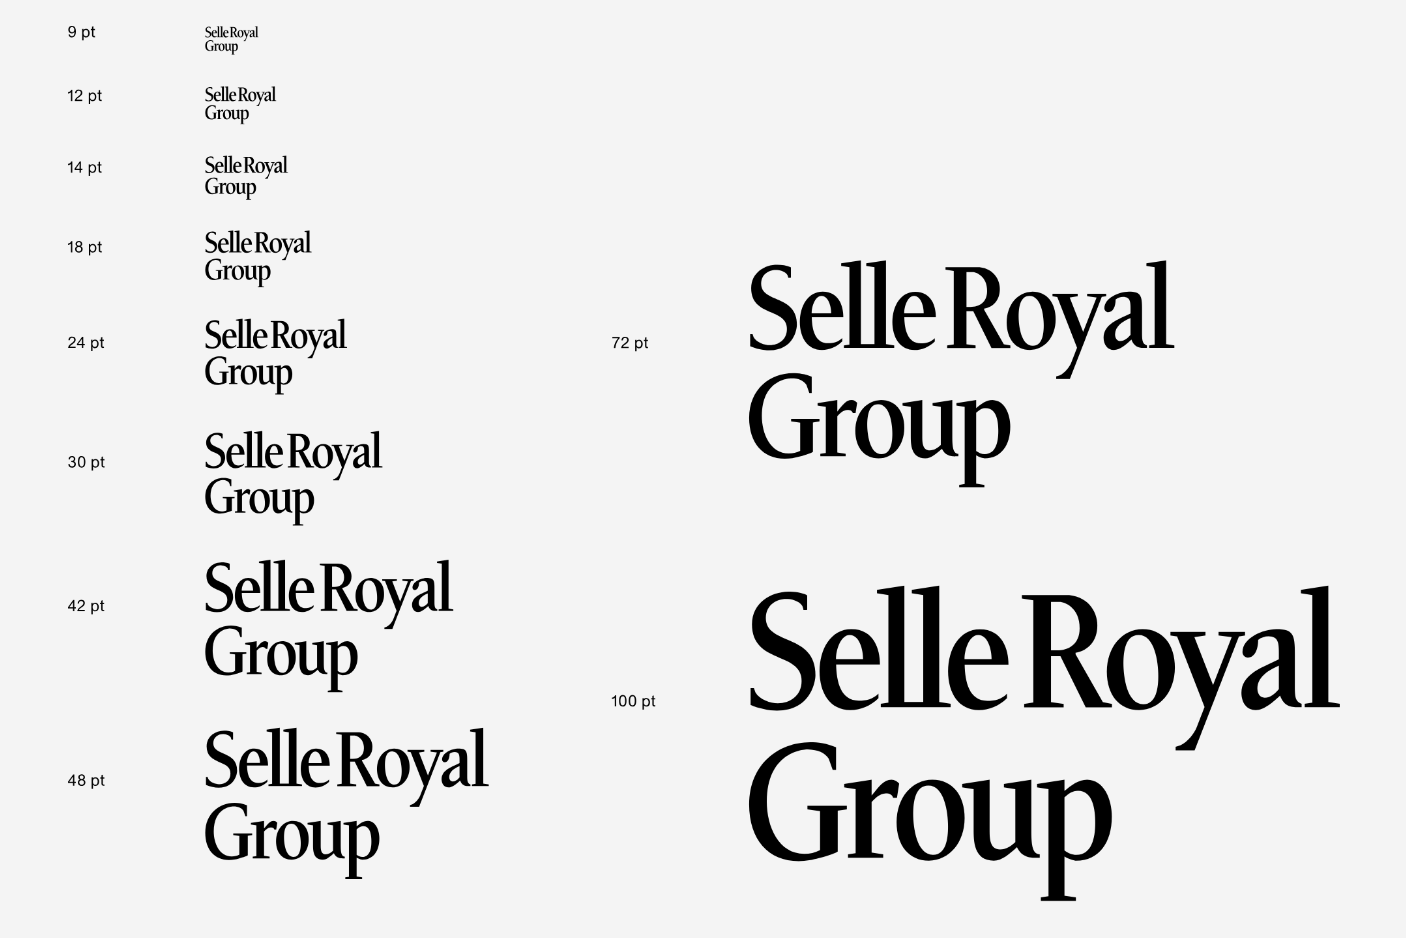 9 pt
Selle Royal
Group
12 pt
Selle Royal
Group
14 pt
Selle Royal
Group
18 pt
Selle Royal
Group
24 pt
Selle Royal
Group
30 pt
Selle Royal
Group
42 pt
Selle Royal
Group
48 pt
Selle Royal
Group
72 pt
Selle Royal
Group
100 pt
Selle Royal
Group